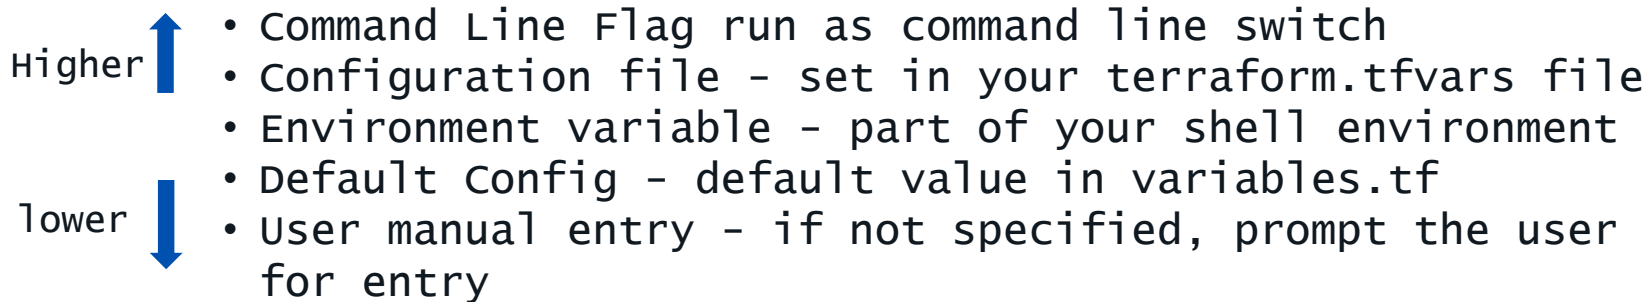 Higher
lower
• Command Line Flag run as command line switch
• Configuration file – set in your terraform.tfvars file
• Environment variable – part of your shell environment
• Default Config – default value in variables.tf
• User manual entry – if not specified, prompt the user
for entry